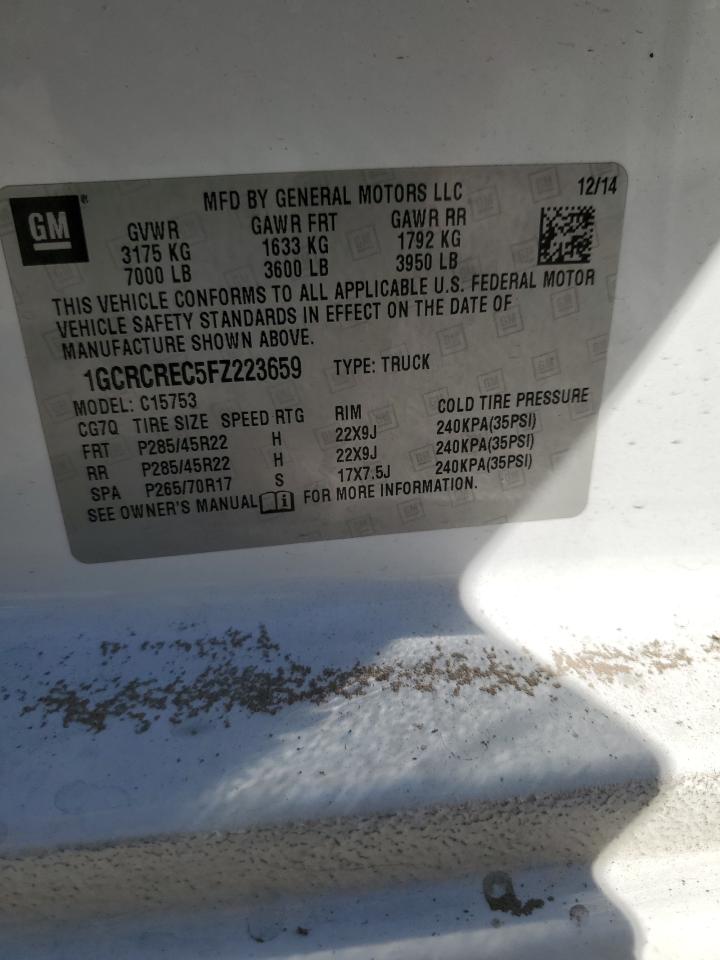 GM
MFD BY GENERAL MOTORS LLC 12/14
GVWR GAWR FRT GAWR RR
3175 KG 1633 KG 1792 KG
7000 LB 3600 LB 3950 LB
THIS VEHICLE CONFORMS TO ALL APPLICABLE U.S. FEDERAL MOTOR
VEHICLE SAFETY STANDARDS IN EFFECT ON THE DATE OF
MANUFACTURE SHOWN ABOVE.
1GCRCREC5FZ223659 TYPE: TRUCK
MODEL: C15753
CG7Q TIRE SIZE SPEED RTG RIM COLD TIRE PRESSURE
FRT P285/45R22 H 22X9J 240KPA(35PSI)
RR P285/45R22 H 22X9J 240KPA(35PSI)
SPA P265/70R17 S 17X7.5J 240KPA(35PSI)
SEE OWNER'S MANUAL i FOR MORE INFORMATION.